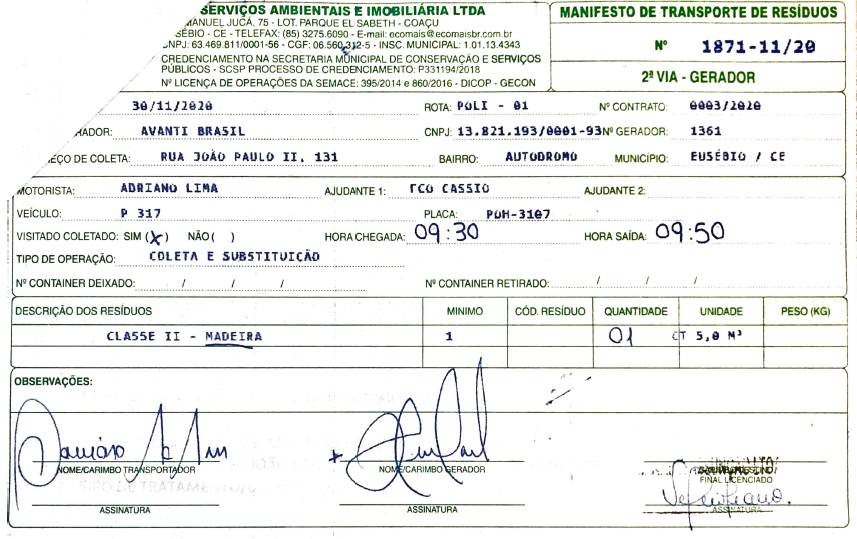 SERVIÇOS AMBIENTAIS E IMOBILIÁRIA LTDA
MANUEL JUCÁ, 75 - LOT. PARQUE EL SABETH - COAÇU
SÉBIO - CE - TELEFAX: (85) 3275.6090 - E-mail: ecomais@ecomaisbr.com.br
CNPJ: 63.469.811/0001-56 - CGF: 06.560.312-5 - INSC. MUNICIPAL: 1.01.13.4343
CREDENCIAMENTO NA SECRETARIA MUNICIPAL DE CONSERVAÇÃO E SERVIÇOS
PÚBLICOS - SCSP PROCESSO DE CREDENCIAMENTO: P331194/2018
Nº LICENÇA DE OPERAÇÕES DA SEMACE: 395/2014 e 860/2016 - DICOP - GECON
MANIFESTO DE TRANSPORTE DE RESÍDUOS
Nº 1871-11/20
2ª VIA - GERADOR
30/11/2020 ROTA: POLI - 01 Nº CONTRATO: 0003/2020
RADOR: AVANTI BRASIL CNPJ: 13.821.193/0001-93 Nº GERADOR: 1361
REÇO DE COLETA: RUA JOÃO PAULO II, 131 BAIRRO: AUTODROMO MUNICÍPIO: EUSÉBIO / CE
MOTORISTA: ADRIANO LIMA AJUDANTE 1: FCO CASSIO AJUDANTE 2:
VEÍCULO: P 317 PLACA: POH-3107
VISITADO COLETADO: SIM (X) NÃO ( ) HORA CHEGADA: 09:30 HORA SAÍDA: 09:50
TIPO DE OPERAÇÃO: COLETA E SUBSTITUIÇÃO
Nº CONTAINER DEIXADO: / / / Nº CONTAINER RETIRADO: / / /
DESCRIÇÃO DOS RESÍDUOS MINIMO CÓD. RESÍDUO QUANTIDADE UNIDADE PESO (KG)
CLASSE II - MADEIRA 1 01 CT 5,0 M³
OBSERVAÇÕES:
NOME/CARIMBO TRANSPORTADOR NOME/CARIMBO GERADOR
FINAL LICENCIADO
ASSINATURA ASSINATURA ASSINATURA